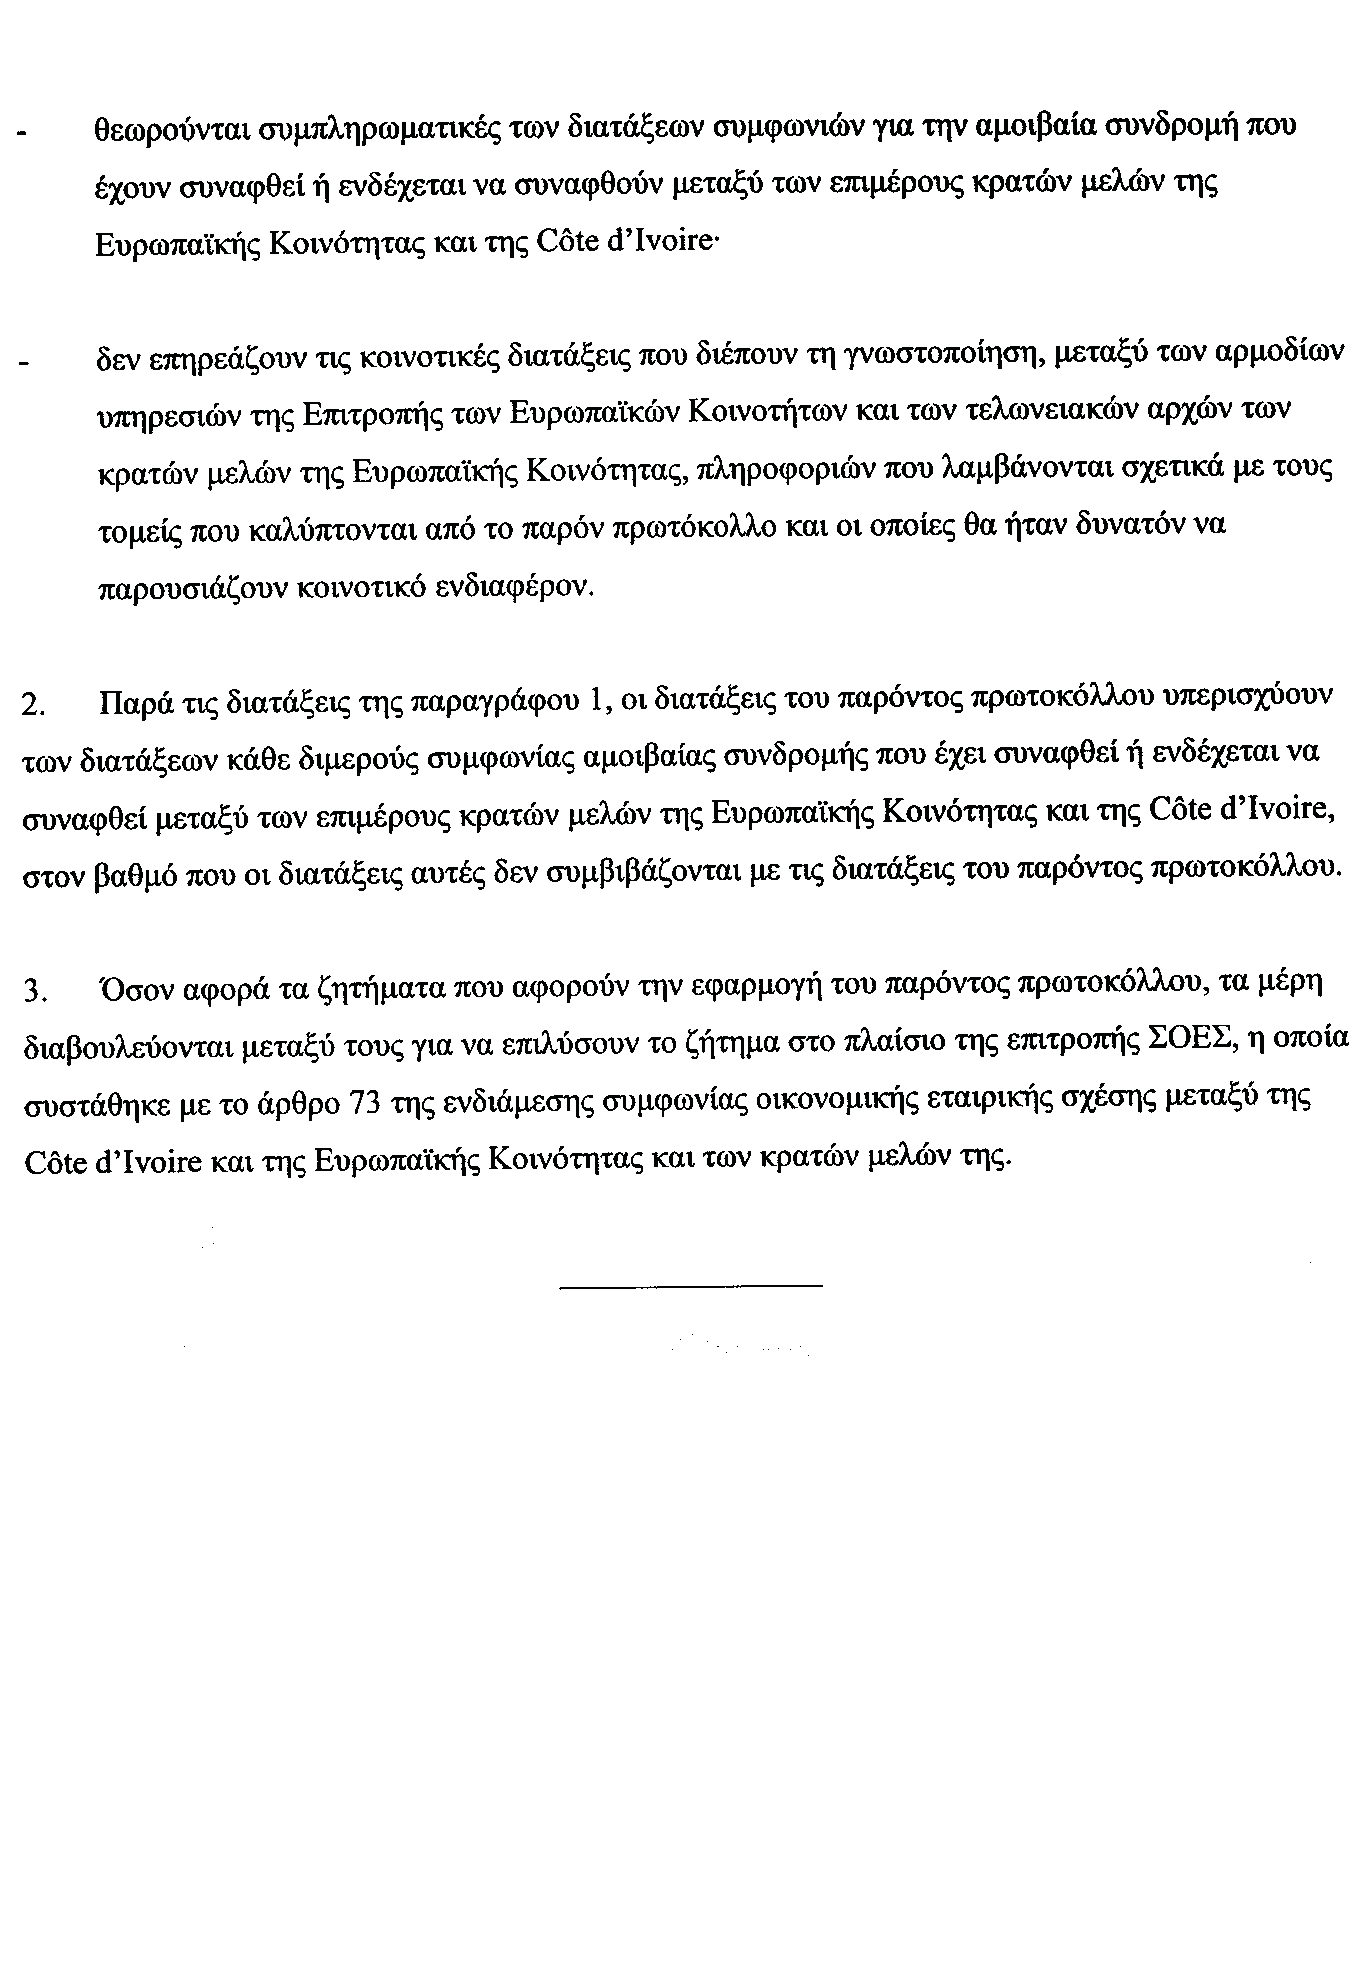 - θεωρούνται συμπληρωματικές των διατάξεων συμφωνιών για την αμοιβαία συνδρομή που
έχουν συναφθεί ή ενδέχεται να συναφθούν μεταξύ των επιμέρους κρατών μελών της
Ευρωπαϊκής Κοινότητας και της Côte d’Ivoire·
- δεν επηρεάζουν τις κοινοτικές διατάξεις που διέπουν τη γνωστοποίηση, μεταξύ των αρμοδίων
υπηρεσιών της Επιτροπής των Ευρωπαϊκών Κοινοτήτων και των τελωνειακών αρχών των
κρατών μελών της Ευρωπαϊκής Κοινότητας, πληροφοριών που λαμβάνονται σχετικά με τους
τομείς που καλύπτονται από το παρόν πρωτόκολλο και οι οποίες θα ήταν δυνατόν να
παρουσιάζουν κοινοτικό ενδιαφέρον.
2. Παρά τις διατάξεις της παραγράφου 1, οι διατάξεις του παρόντος πρωτοκόλλου υπερισχύουν
των διατάξεων κάθε διμερούς συμφωνίας αμοιβαίας συνδρομής που έχει συναφθεί ή ενδέχεται να
συναφθεί μεταξύ των επιμέρους κρατών μελών της Ευρωπαϊκής Κοινότητας και της Côte d’Ivoire,
στον βαθμό που οι διατάξεις αυτές δεν συμβιβάζονται με τις διατάξεις του παρόντος πρωτοκόλλου.
3. Όσον αφορά τα ζητήματα που αφορούν την εφαρμογή του παρόντος πρωτοκόλλου, τα μέρη
διαβουλεύονται μεταξύ τους για να επιλύσουν το ζήτημα στο πλαίσιο της επιτροπής ΣΟΕΣ, η οποία
συστάθηκε με το άρθρο 73 της ενδιάμεσης συμφωνίας οικονομικής εταιρικής σχέσης μεταξύ της
Côte d’Ivoire και της Ευρωπαϊκής Κοινότητας και των κρατών μελών της.